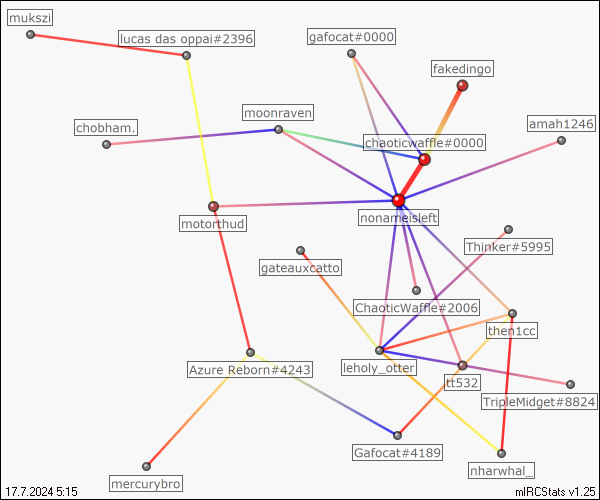 mukszi
lucas das oppai#2396
gafocat#0000
fakedingo
moonraven
chobham.
amah1246
chaoticwaffle#0000
nonameisleft
motorthud
Thinker#5995
gateauxcatto
ChaoticWaffle#2006
then1cc
Azure Reborn#4243
leholy_otter
tt532
TripleMidget#8824
Gafocat#4189
nharwhal_
mercurybro
17.7.2024 5:15
mIRCStats v1.25